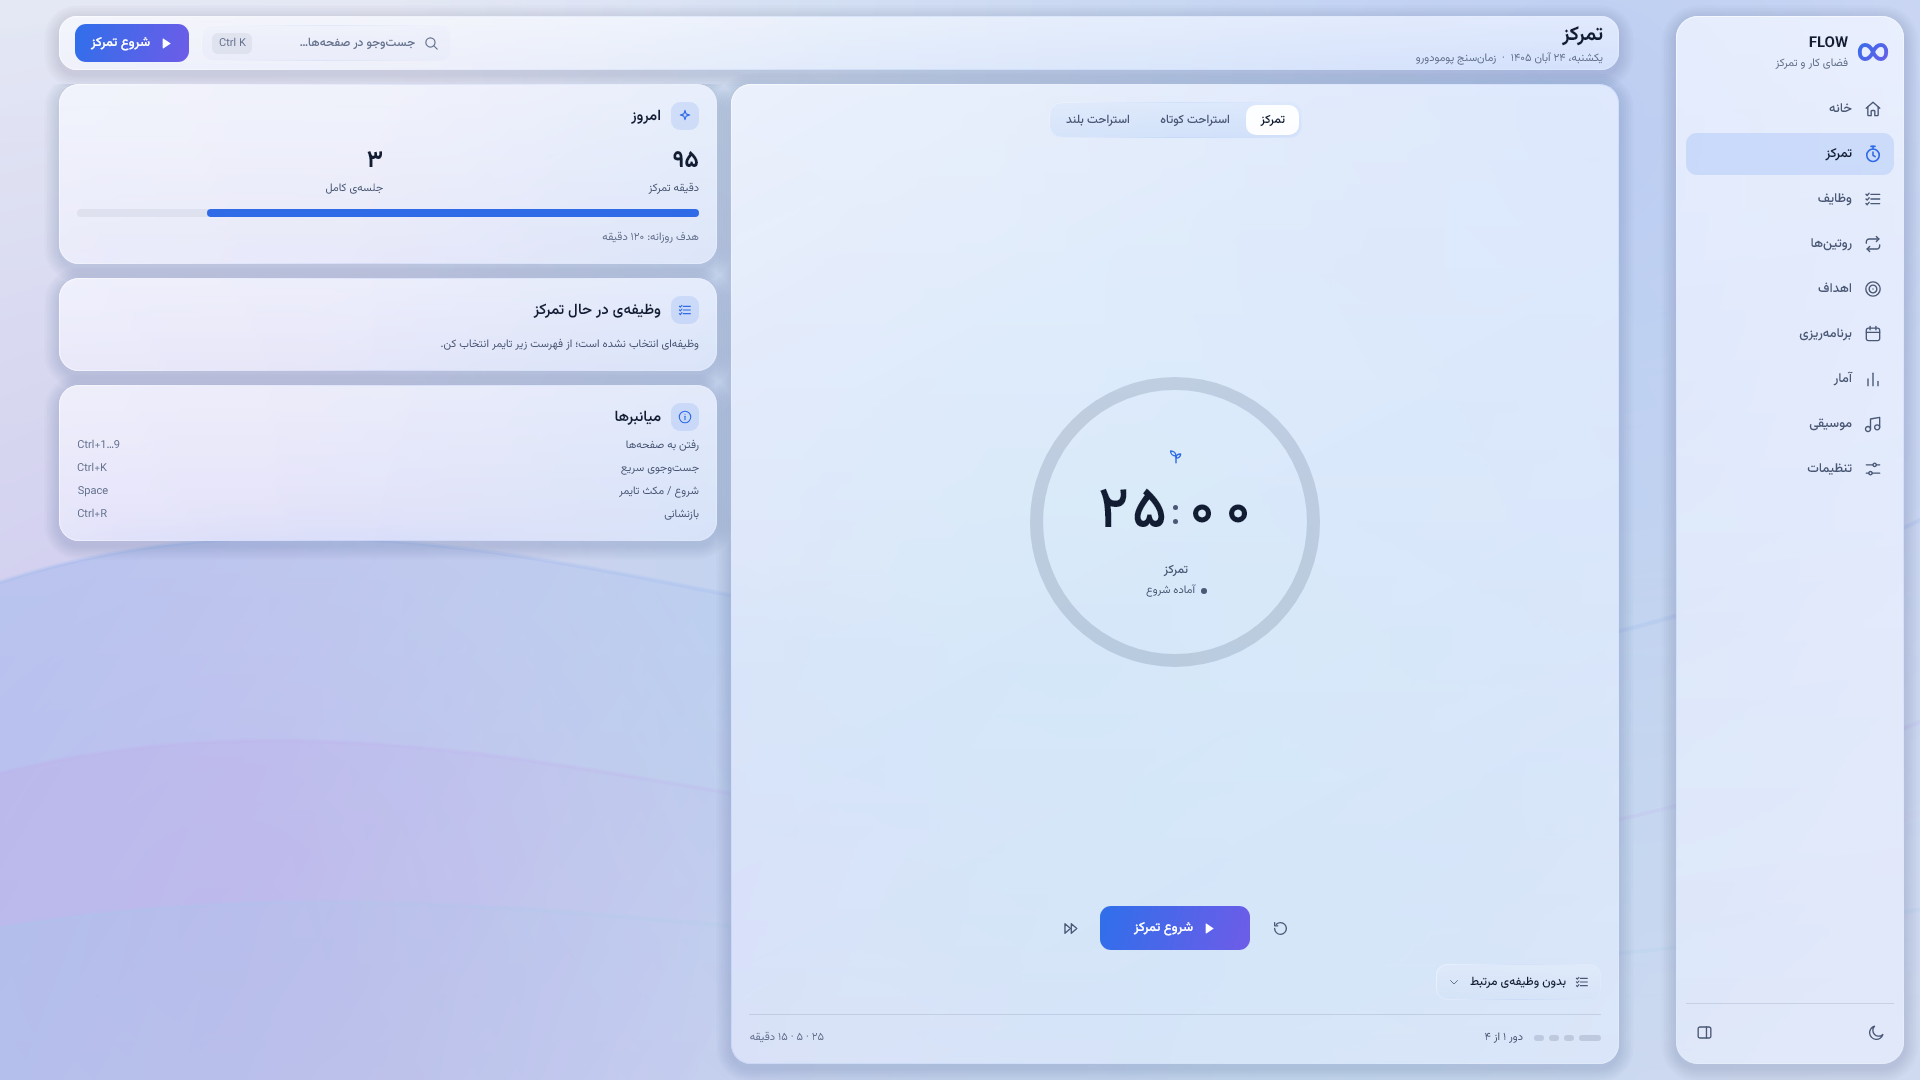 FLOW
فضای کار و تمرکز
خانه
تمرکز
وظایف
روتین‌ها
اهداف
برنامه‌ریزی
آمار
موسیقی
تنظیمات
تمرکز
یکشنبه، ۲۴ آبان ۱۴۰۵ · زمان‌سنج پومودورو
جست‌وجو در صفحه‌ها...
Ctrl K
شروع تمرکز
تمرکز
استراحت کوتاه
استراحت بلند
۲۵:۰۰
تمرکز
آماده شروع
شروع تمرکز
بدون وظیفه‌ی مرتبط
دور ۱ از ۴
۲۵ · ۵ · ۱۵ دقیقه
امروز
۹۵
دقیقه تمرکز
۳
جلسه‌ی کامل
هدف روزانه: ۱۲۰ دقیقه
وظیفه‌ی در حال تمرکز
وظیفه‌ای انتخاب نشده است؛ از فهرست زیر تایمر انتخاب کن.
میانبرها
رفتن به صفحه‌ها Ctrl+1…9
جست‌وجوی سریع Ctrl+K
شروع / مکث تایمر Space
بازنشانی Ctrl+R